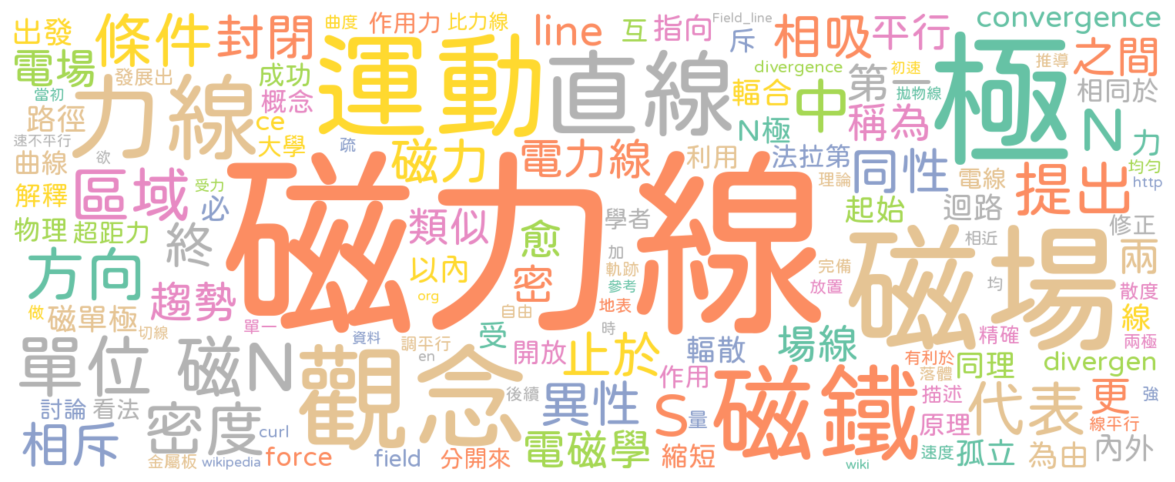 出發 條件 封閉 曲度 作用力 比力線 line 互 指向 Field_line 斥 相吸 平行 convergence
電場 發展出 力線 運動 直線 成功 概念 divergence 輻合 中 第一 初速 拋物線 極 推導 之間
當初 路徑 ce 大學 N極 稱為 相同於 N 力
速不平行 曲線 欲 疏 磁力 電力線 利用 法拉第 同性 電線 提出 均勻 http
解釋 區域 受力 必 磁力線 類似 愈 學者 理論 起始 迴路 修正
物理 超距力 終 以內 密 加 軌跡 參考 完備 磁場 相近 兩
方向 趨勢 org 自由 地表 放置 均 散度
做 磁單極 切線 單一 資料 觀念 調平行 en 受 開放 時 止於 輻散 場線 精確 線 兩極
單位 磁N 後續 異性 作用 磁鐵 有利於 落體 同理 divergen
討論 看法 密度 S 量 描述 代表 更 強 線平行
相斥 curl 金屬板 wikipedia force field 分開來 電磁學 縮短 wiki 原理 速度 孤立 為由 內外